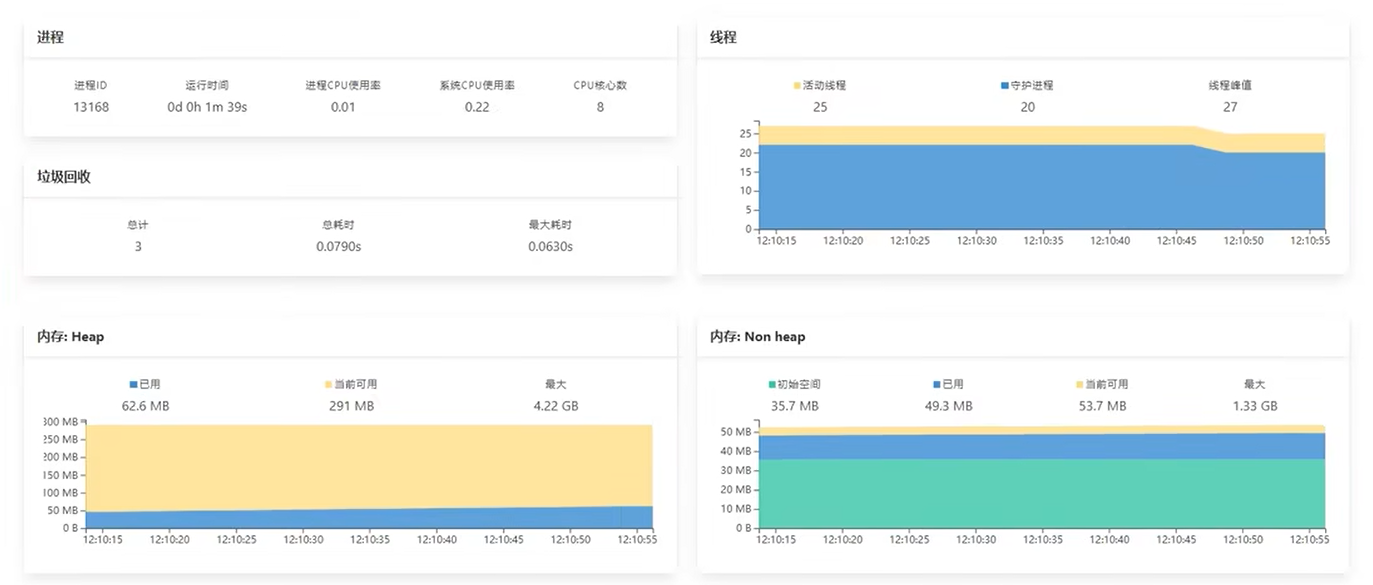 进程
进程ID 运行时间 进程CPU使用率 系统CPU使用率 CPU核心数
13168 0d 0h 1m 39s 0.01 0.22 8
垃圾回收
总计 总耗时 最大耗时
3 0.0790s 0.0630s
线程
活动线程 守护进程 线程峰值
25 20 27
25
20
15
10
5
0
12:10:15 12:10:20 12:10:25 12:10:30 12:10:35 12:10:40 12:10:45 12:10:50 12:10:55
内存: Heap
已用 当前可用 最大
62.6 MB 291 MB 4.22 GB
300 MB
250 MB
200 MB
150 MB
100 MB
50 MB
0 B
12:10:15 12:10:20 12:10:25 12:10:30 12:10:35 12:10:40 12:10:45 12:10:50 12:10:55
内存: Non heap
初始空间 已用 当前可用 最大
35.7 MB 49.3 MB 53.7 MB 1.33 GB
50 MB
40 MB
30 MB
20 MB
10 MB
0 B
12:10:15 12:10:20 12:10:25 12:10:30 12:10:35 12:10:40 12:10:45 12:10:50 12:10:55